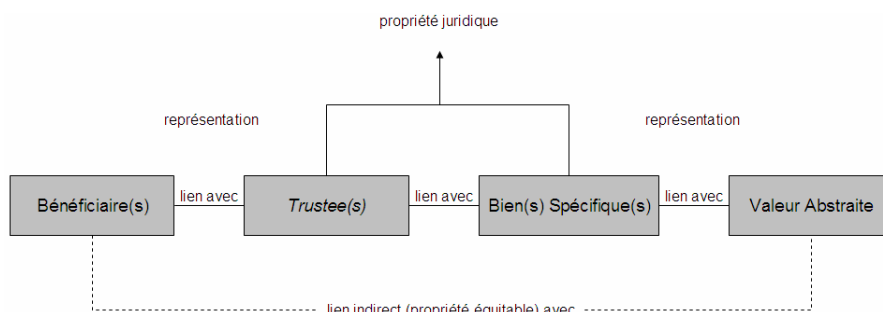 propriété juridique
représentation représentation
Bénéficiaire(s) lien avec Trustee(s) lien avec Bien(s) Spécifique(s) lien avec Valeur Abstraite
lien indirect (propriété équitable) avec